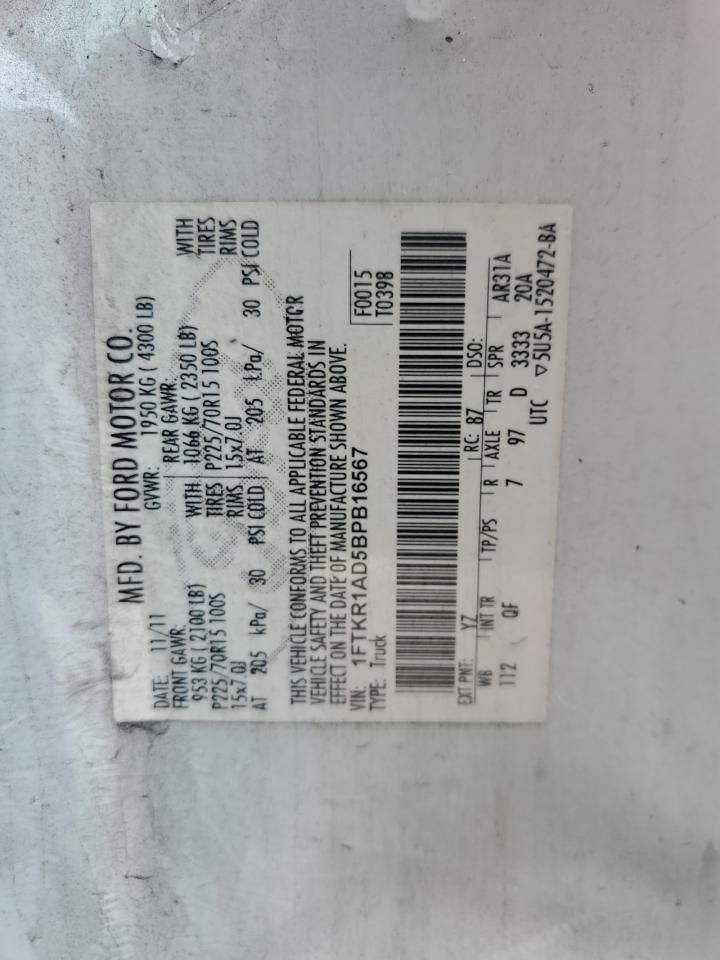 MFD. BY FORD MOTOR CO.
DATE: 11/11 GVWR: 1950 KG ( 4300 LB)
FRONT GAWR: REAR GAWR: WITH
953 KG ( 2100 LB) WITH 1066 KG ( 2350 LB) TIRES
P225/70R15 100S TIRES P225/70R15 100S RIMS
15x7.0J RIMS 15x7.0J
AT 205 kPa/ 30 PSI COLD AT 205 kPa/ 30 PSI COLD
THIS VEHICLE CONFORMS TO ALL APPLICABLE FEDERAL MOTOR
VEHICLE SAFETY AND THEFT PREVENTION STANDARDS IN
EFFECT ON THE DATE OF MANUFACTURE SHOWN ABOVE.
VIN: 1FTKR1AD5BPB16567 F0015
TYPE: Truck T0398
EXT PNT: YZ RC: 87 DSO:
WB INT TR TP/PS R AXLE TR SPR AR31A
112 QF 7 97 D 3333 20A
UTC ▽5U5A-1520472-BA